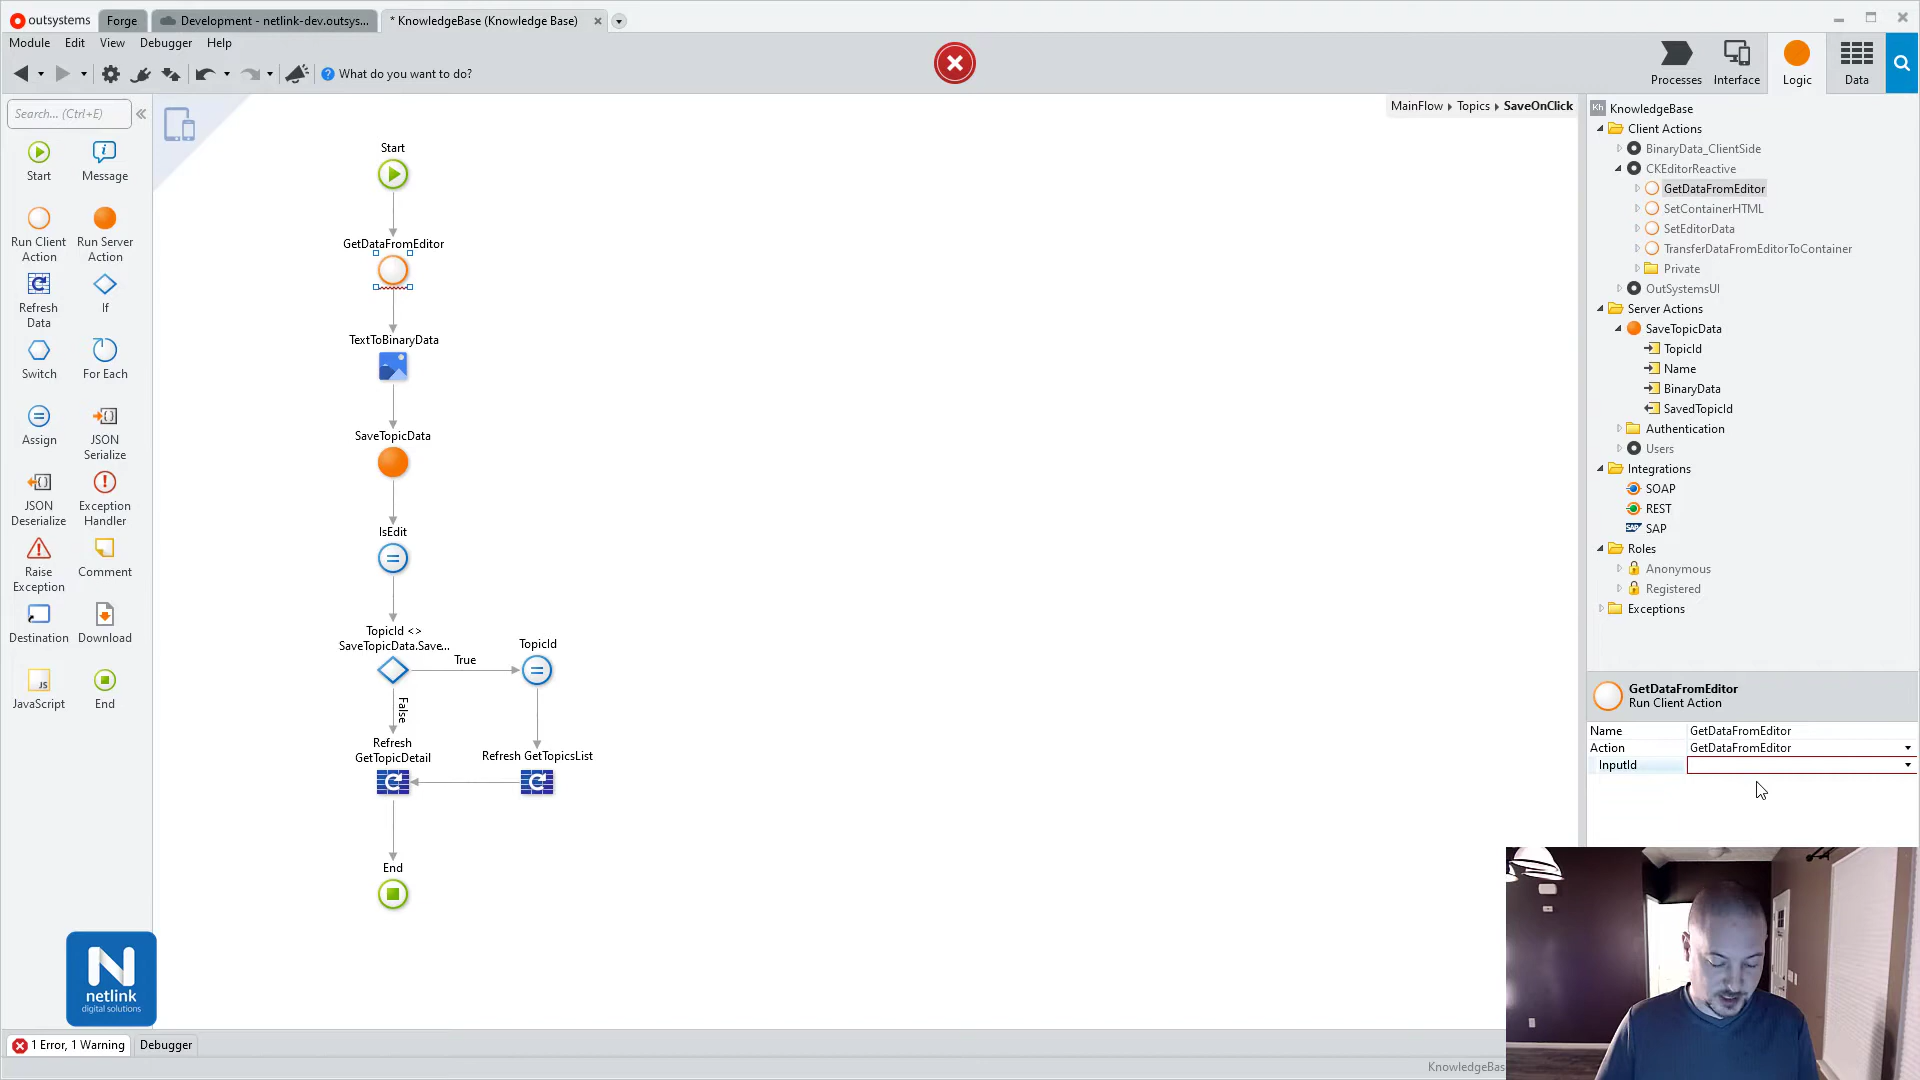 outsystems
Forge
Development - netlink-dev.outsys...
* KnowledgeBase (Knowledge Base)
Module
Edit
View
Debugger
Help
What do you want to do?
Processes
Interface
Logic
Data
Search... (Ctrl+E)
Start
Message
Run Client
Action
Run Server
Action
Refresh
Data
If
Switch
For Each
Assign
JSON
Serialize
JSON
Deserialize
Exception
Handler
Raise
Exception
Comment
Destination
Download
JavaScript
End
MainFlow
Topics
SaveOnClick
Start
GetDataFromEditor
TextToBinaryData
SaveTopicData
IsEdit
TopicId <>
SaveTopicData.Save...
True
False
TopicId
Refresh
GetTopicDetail
Refresh GetTopicsList
End
KnowledgeBase
Client Actions
BinaryData_ClientSide
CKEditorReactive
GetDataFromEditor
SetContainerHTML
SetEditorData
TransferDataFromEditorToContainer
Private
OutSystemsUI
Server Actions
SaveTopicData
TopicId
Name
BinaryData
SavedTopicId
Authentication
Users
Integrations
SOAP
REST
SAP
Roles
Anonymous
Registered
Exceptions
GetDataFromEditor
Run Client Action
Name GetDataFromEditor
Action GetDataFromEditor
InputId
N
netlink
digital solutions
1 Error, 1 Warning
Debugger
KnowledgeBas